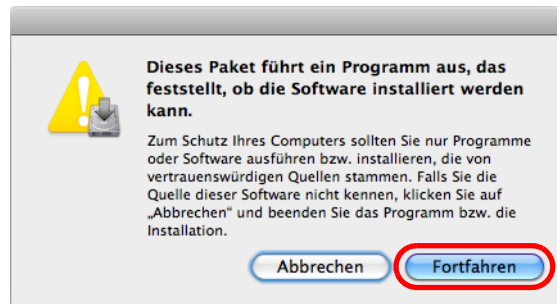 Dieses Paket führt ein Programm aus, das
feststellt, ob die Software installiert werden
kann.
Zum Schutz Ihres Computers sollten Sie nur Programme
oder Software ausführen bzw. installieren, die von
vertrauenswürdigen Quellen stammen. Falls Sie die
Quelle dieser Software nicht kennen, klicken Sie auf
„Abbrechen“ und beenden Sie das Programm bzw. die
Installation.
Abbrechen Fortfahren